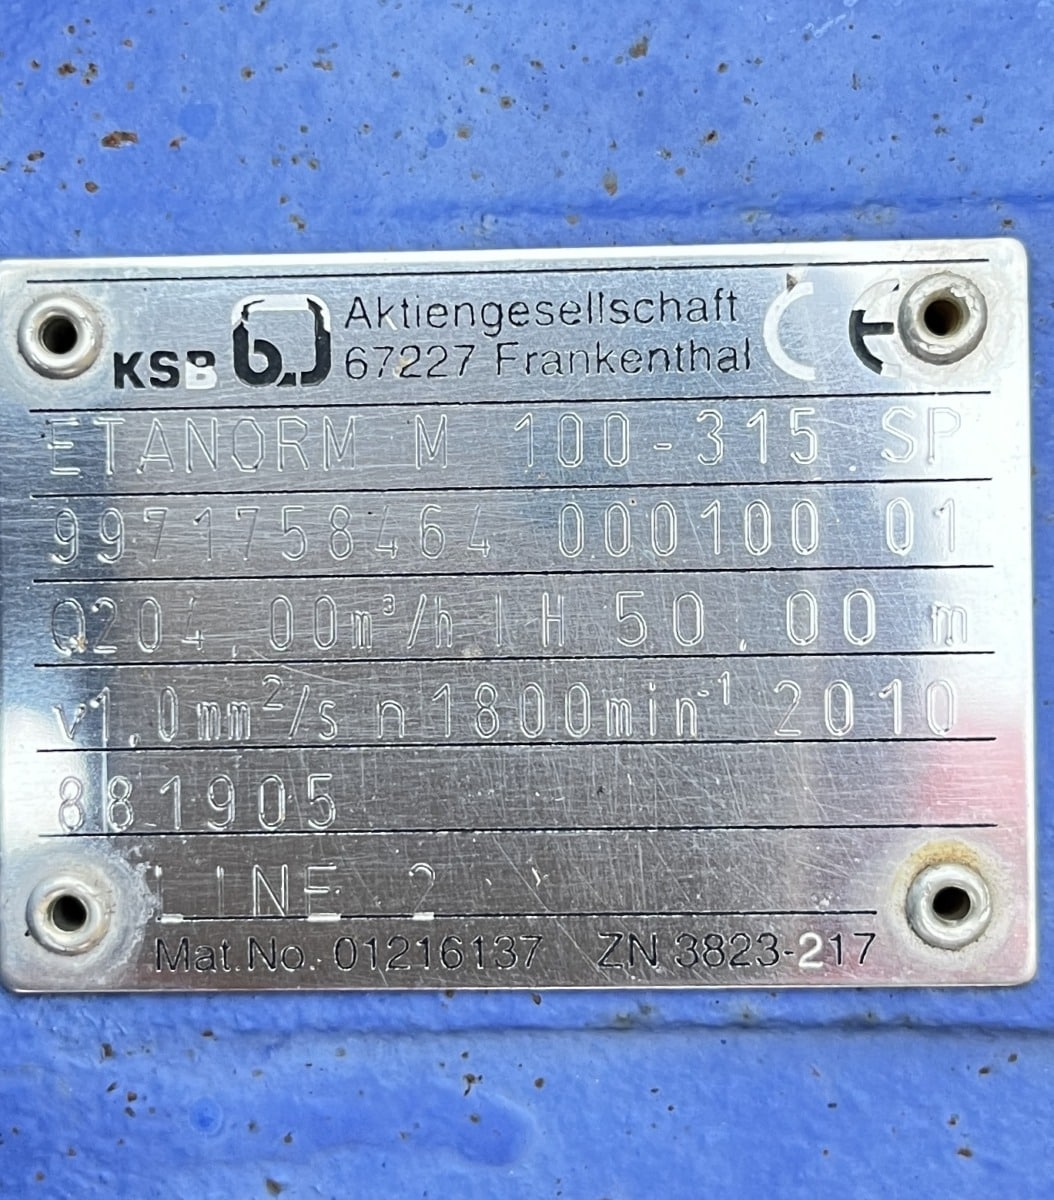 KSB Aktiengesellschaft CE
67227 Frankenthal
ETANORM M 100-315 SP
9971758464 000100 01
Q204.00m³/h H 50.00 m
ν1.0mm²/s n1800min⁻¹ 2010
881905
LINE 2
Mat.No. 01216137 ZN 3823-217